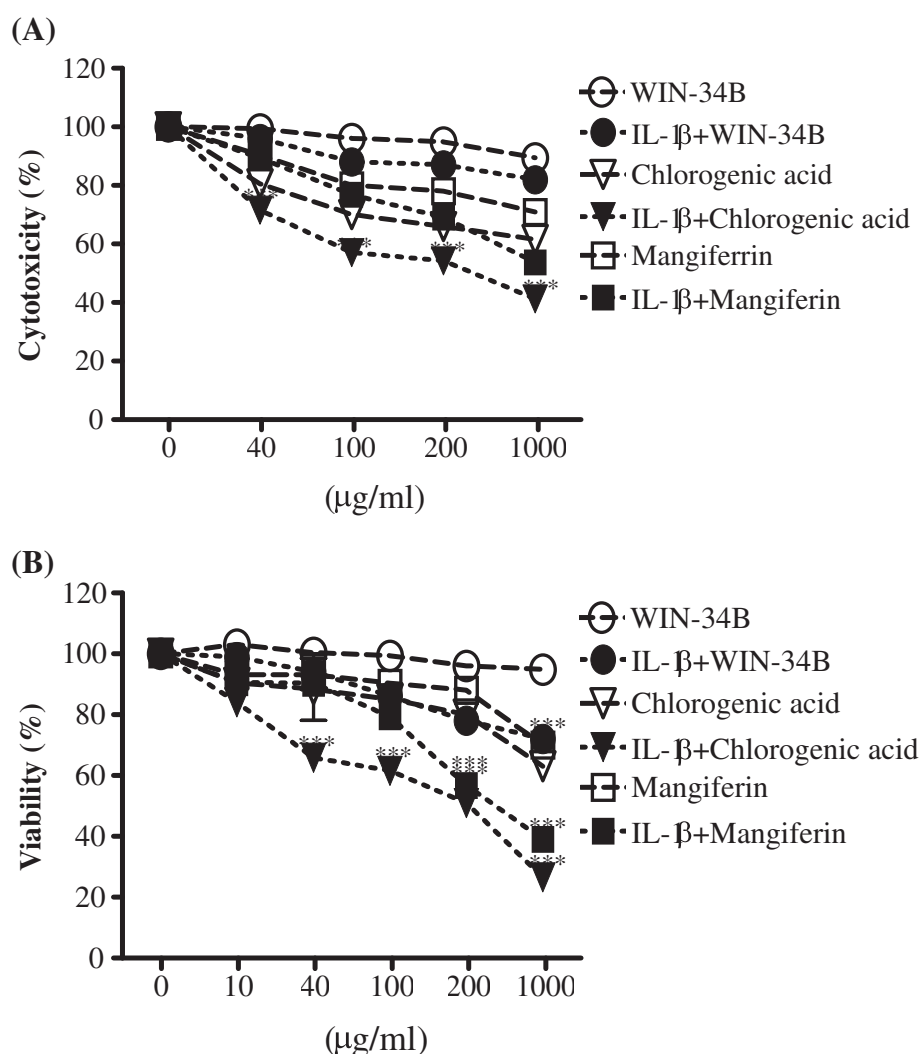 (A)
Cytotoxicity (%)
120
100
80
60
40
20
0
***
***
***
***
0 40 100 200 1000
(μg/ml)
WIN-34B
IL-1β+WIN-34B
Chlorogenic acid
IL-1β+Chlorogenic acid
Mangiferrin
IL-1β+Mangiferin
(B)
Viability (%)
120
100
80
60
40
20
0
***
***
***
***
***
***
***
0 10 40 100 200 1000
(μg/ml)
WIN-34B
IL-1β+WIN-34B
Chlorogenic acid
IL-1β+Chlorogenic acid
Mangiferin
IL-1β+Mangiferin